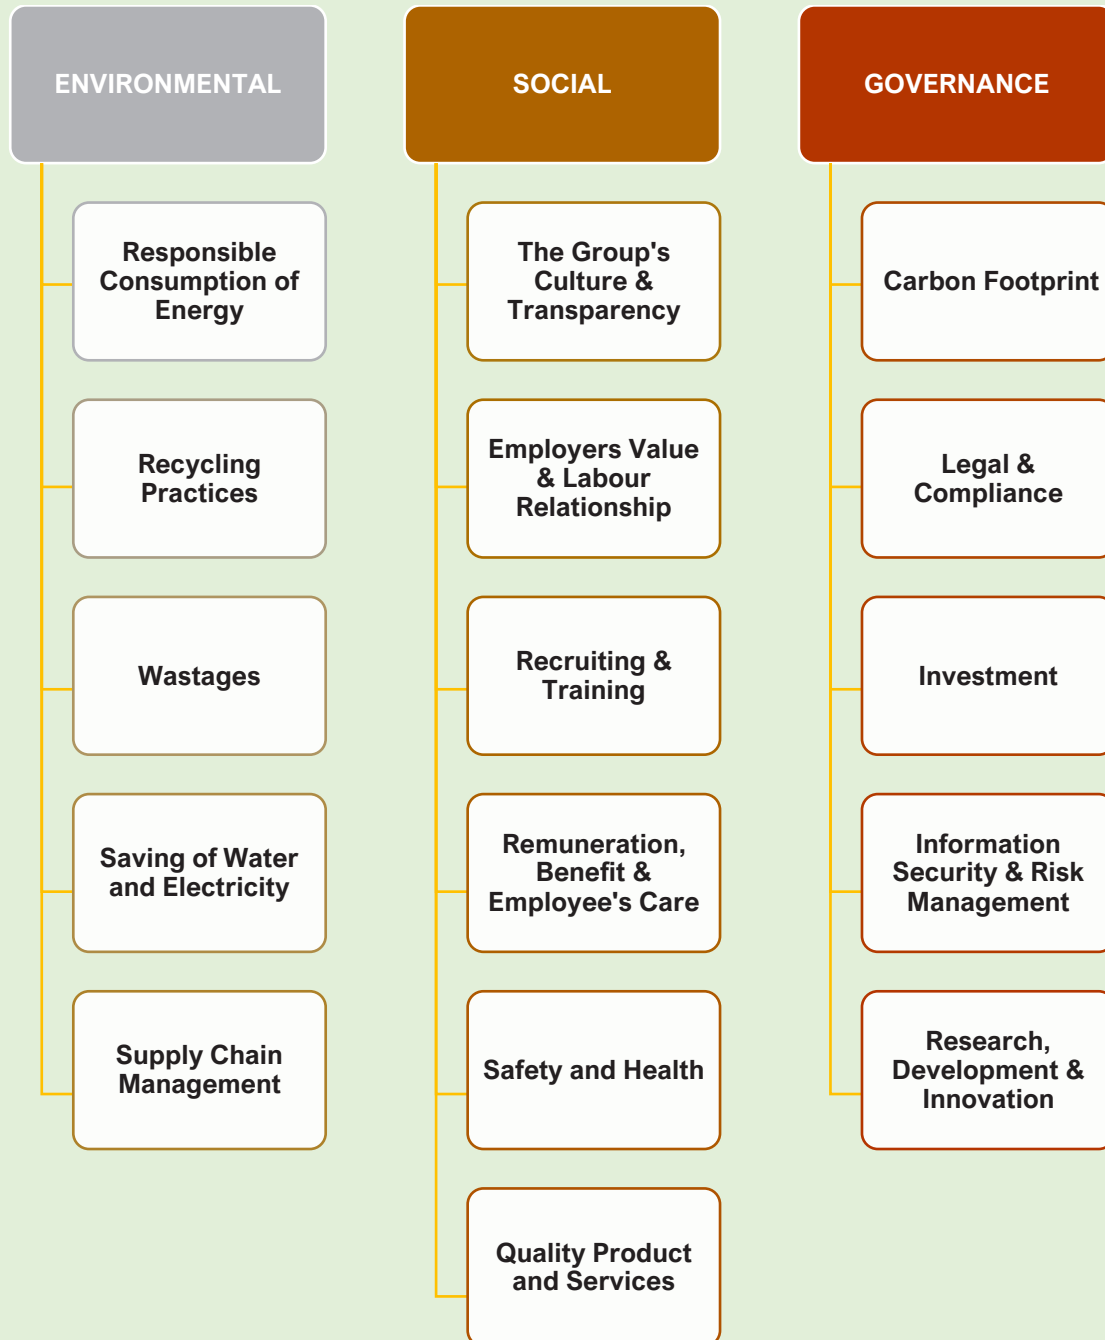 ENVIRONMENTAL
Responsible
Consumption of
Energy
Recycling
Practices
Wastages
Saving of Water
and Electricity
Supply Chain
Management
SOCIAL
The Group's
Culture &
Transparency
Employers Value
& Labour
Relationship
Recruiting &
Training
Remuneration,
Benefit &
Employee's Care
Safety and Health
Quality Product
and Services
GOVERNANCE
Carbon Footprint
Legal &
Compliance
Investment
Information
Security & Risk
Management
Research,
Development &
Innovation